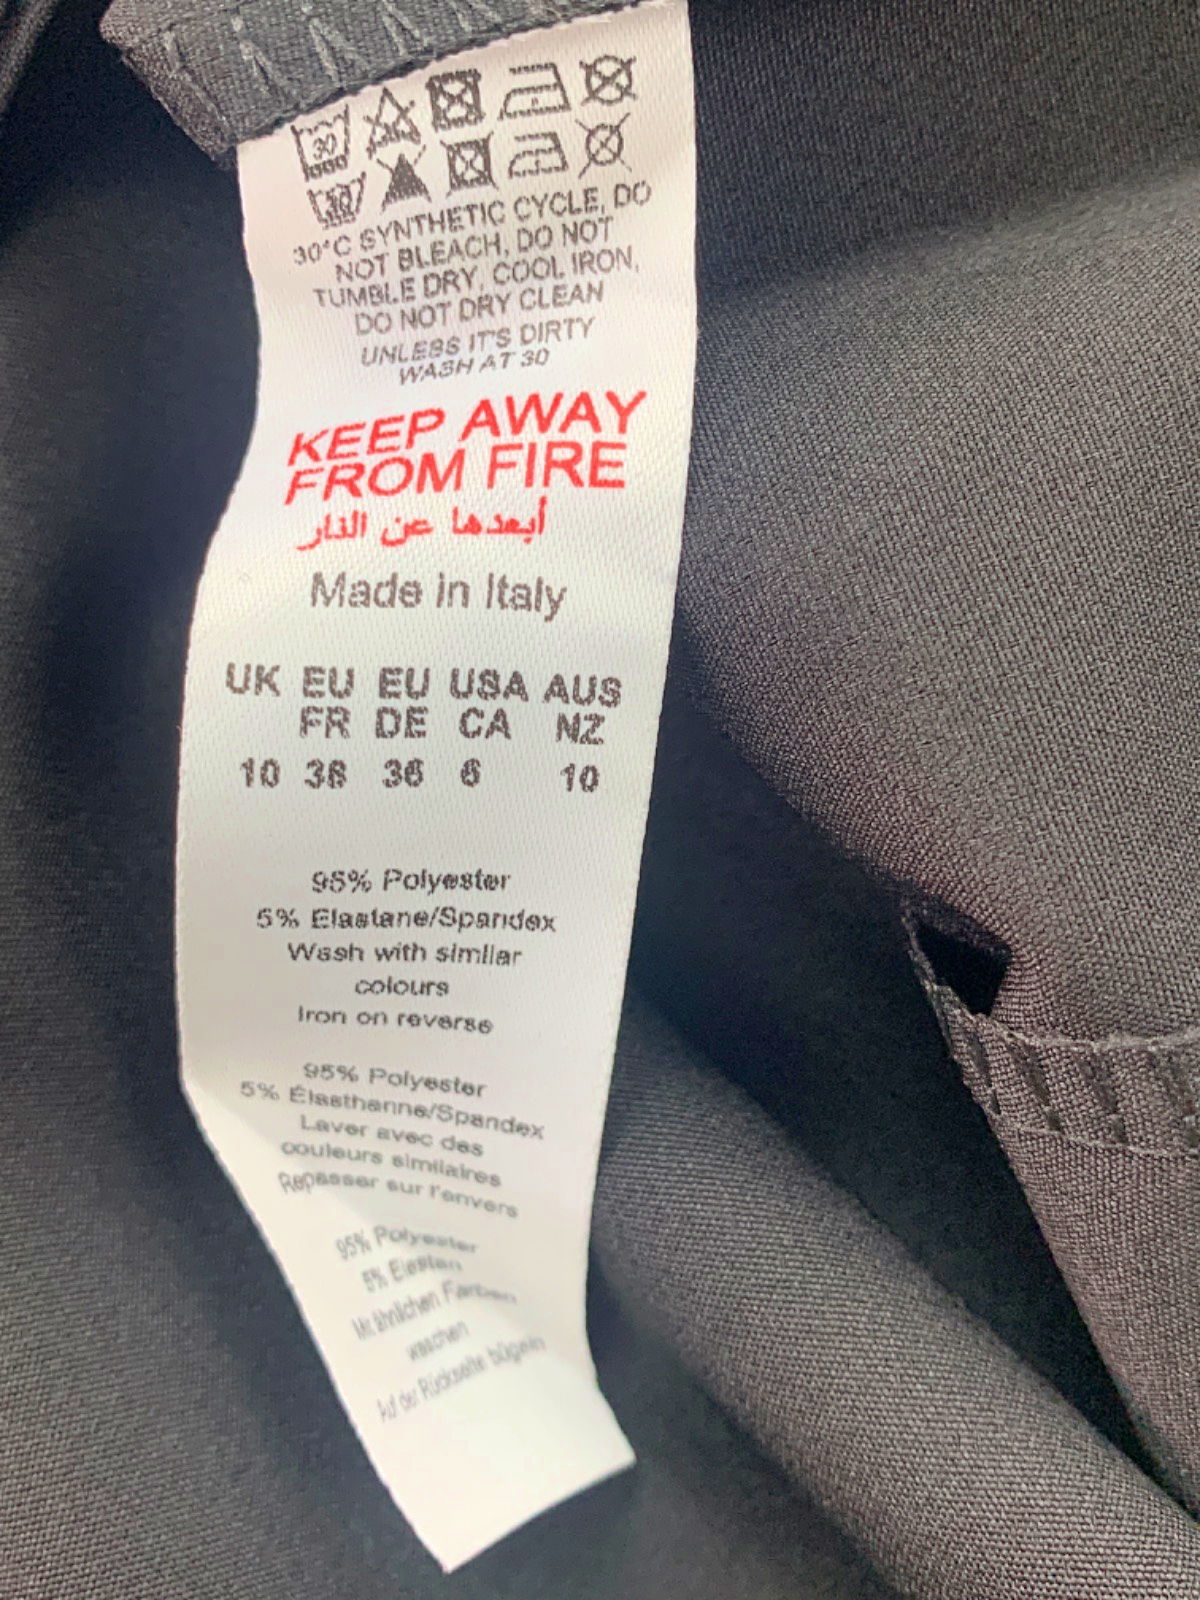 30
30
30°C SYNTHETIC CYCLE, DO
NOT BLEACH, DO NOT
TUMBLE DRY, COOL IRON,
DO NOT DRY CLEAN
UNLESS IT'S DIRTY
WASH AT 30
KEEP AWAY
FROM FIRE
أبعدها عن النار
Made in Italy
UK EU EU USA AUS
FR DE CA NZ
10 38 36 6 10
95% Polyester
5% Elastane/Spandex
Wash with similar
colours
Iron on reverse
95% Polyester
5% Élasthanne/Spandex
Laver avec des
couleurs similaires
Repasser sur l'envers
95% Polyester
5% Elastan
Mit ähnlichen Farben
waschen
Auf der Rückseite bügeln